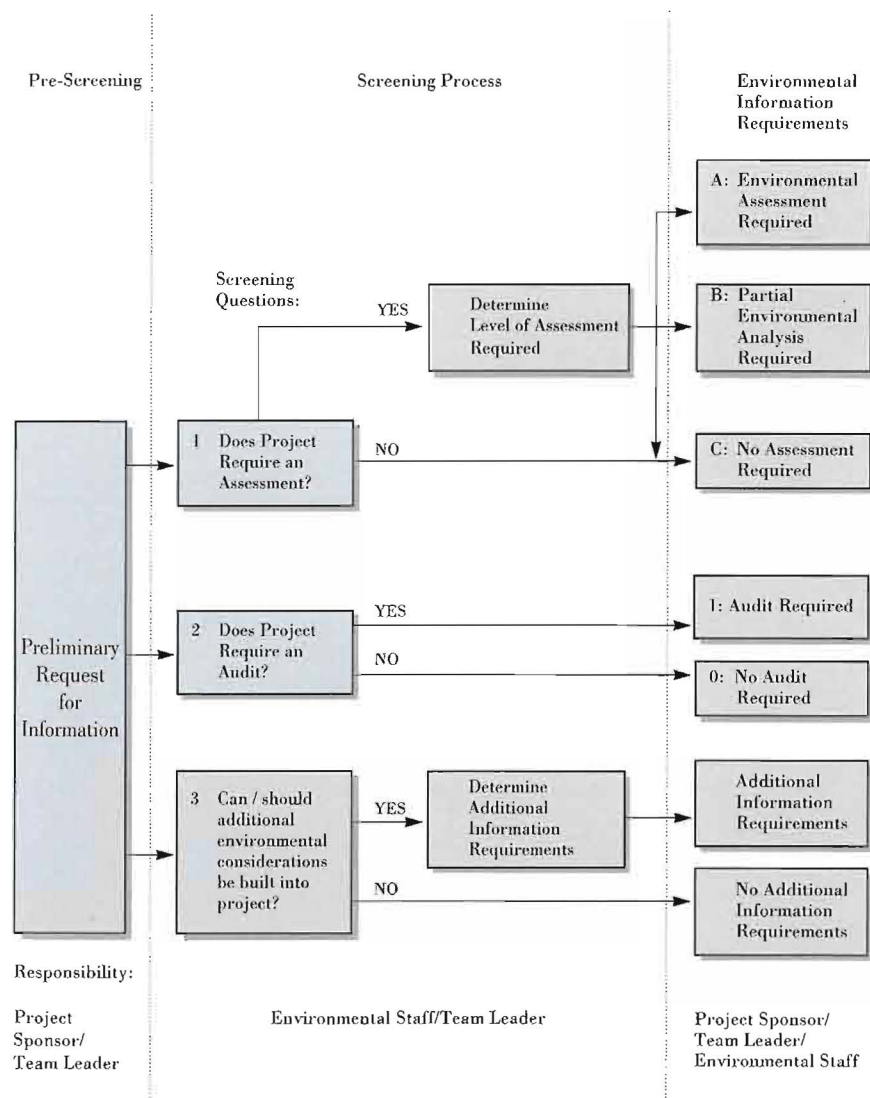 Pre-Screening
Screening Process
Environmental
Information
Requirements
A: Environmental
Assessment
Required
Screening
Questions:
YES
Determine
Level of Assessment
Required
B: Partial
Environmental
Analysis
Required
1 Does Project
Require an
Assessment?
NO
C: No Assessment
Required
Preliminary
Request
for
Information
2 Does Project
Require an
Audit?
YES
1: Audit Required
NO
0: No Audit
Required
3 Can / should
additional
environmental
considerations
be built into
project?
YES
Determine
Additional
Information
Requirements
Additional
Information
Requirements
NO
No Additional
Information
Requirements
Responsibility:
Project
Sponsor/
Team Leader
Environmental Staff/Team Leader
Project Sponsor/
Team Leader/
Environmental Staff